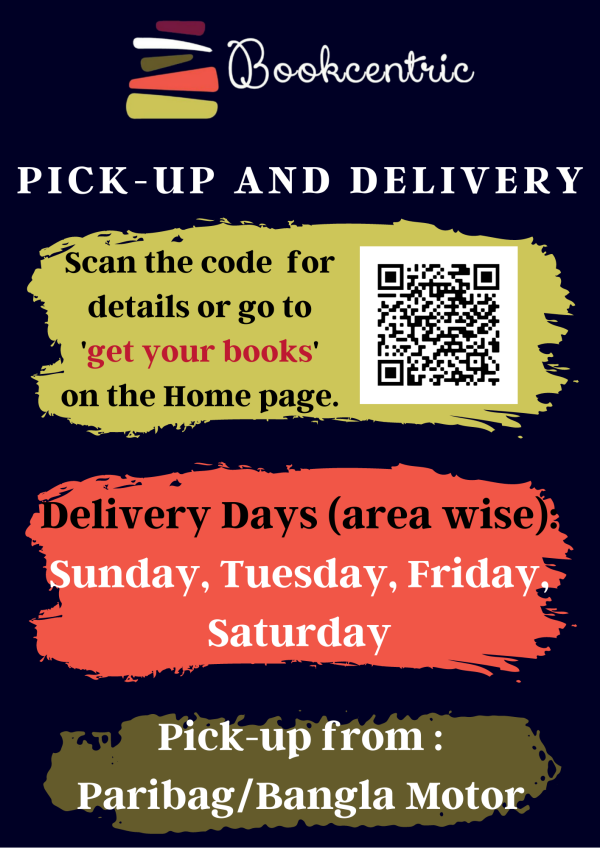 Bookcentric
PICK-UP AND DELIVERY
Scan the code for
details or go to
'get your books'
on the Home page.
Delivery Days (area wise):
Sunday, Tuesday, Friday,
Saturday
Pick-up from :
Paribag/Bangla Motor